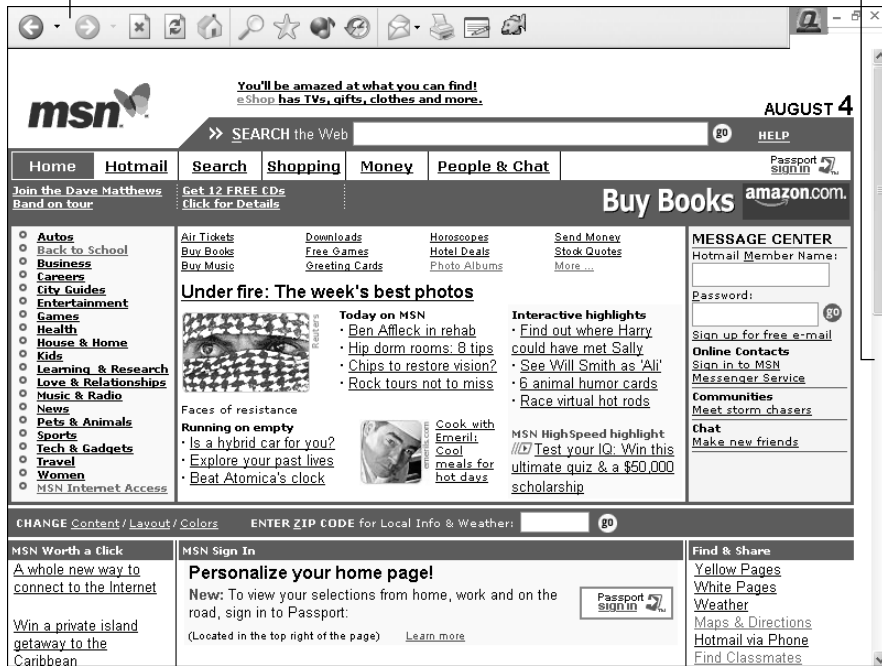 You'll be amazed at what you can find!
eShop has TVs, gifts, clothes and more.
msn
AUGUST 4
>> SEARCH the Web
go
HELP
Home
Hotmail
Search
Shopping
Money
People & Chat
Passport
sign in
Join the Dave Matthews
Band on tour
Get 12 FREE CDs
Click for Details
Buy Books
amazon.com.
Autos
Back to School
Business
Careers
City Guides
Entertainment
Games
Health
House & Home
Kids
Learning & Research
Love & Relationships
Music & Radio
News
Pets & Animals
Sports
Tech & Gadgets
Travel
Women
MSN Internet Access
Air Tickets
Downloads
Horoscopes
Send Money
Buy Books
Free Games
Hotel Deals
Stock Quotes
Buy Music
Greeting Cards
Photo Albums
More ...
Under fire: The week's best photos
Reuters
Faces of resistance
Today on MSN
· Ben Affleck in rehab
· Hip dorm rooms: 8 tips
· Chips to restore vision?
· Rock tours not to miss
Running on empty
· Is a hybrid car for you?
· Explore your past lives
· Beat Atomica's clock
emerils.com
Cook with
Emeril:
Cool
meals for
hot days
Interactive highlights
· Find out where Harry
could have met Sally
· See Will Smith as 'Ali'
· 6 animal humor cards
· Race virtual hot rods
MSN HighSpeed highlight
Test your IQ: Win this
ultimate quiz & a $50,000
scholarship
MESSAGE CENTER
Hotmail Member Name:
Password:
go
Sign up for free e-mail
Online Contacts
Sign in to MSN
Messenger Service
Communities
Meet storm chasers
Chat
Make new friends
CHANGE Content / Layout / Colors
ENTER ZIP CODE for Local Info & Weather:
go
MSN Worth a Click
A whole new way to
connect to the Internet
Win a private island
getaway to the
Caribbean
MSN Sign In
Personalize your home page!
New: To view your selections from home, work and on the
road, sign in to Passport:
(Located in the top right of the page)
Learn more
Passport
sign in
Find & Share
Yellow Pages
White Pages
Weather
Maps & Directions
Hotmail via Phone
Find Classmates